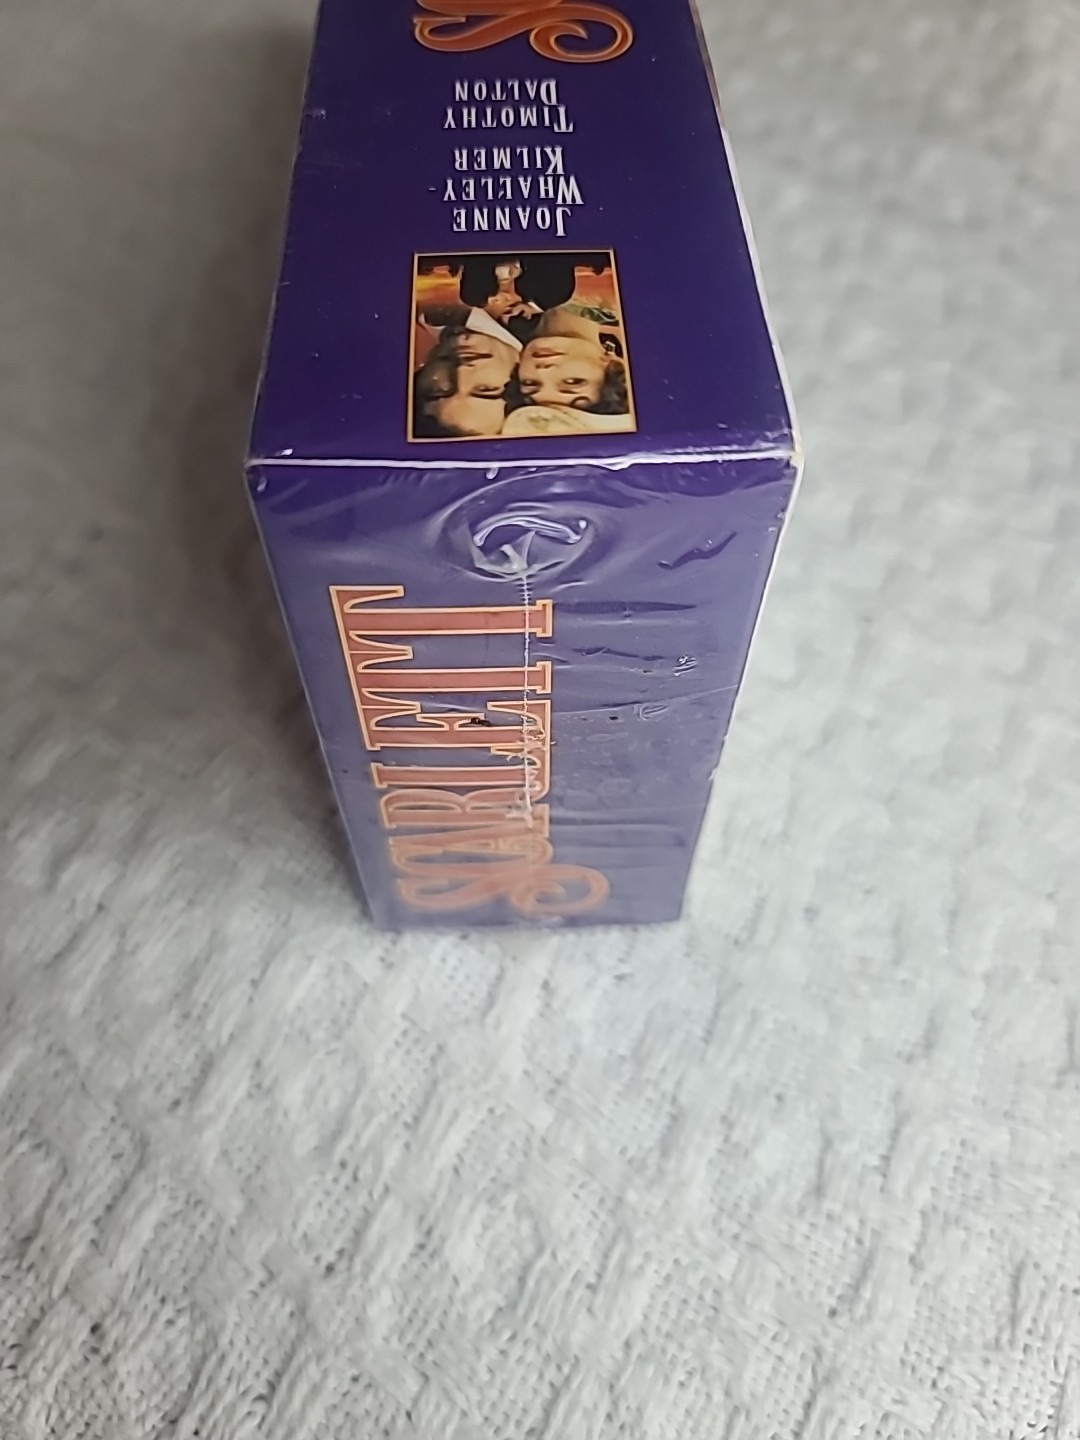 JOANNE
WHALLEY-
KILMER
TIMOTHY
DALTON
S
SCARLETT